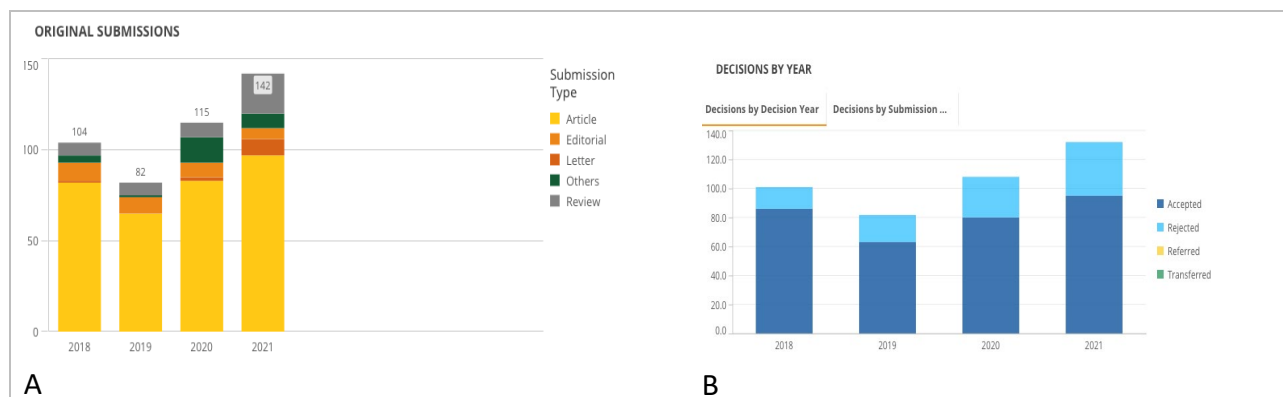 ORIGINAL SUBMISSIONS
150
100
50
0
104
82
115
142
2018
2019
2020
2021
Submission
Type
Article
Editorial
Letter
Others
Review
A
DECISIONS BY YEAR
Decisions by Decision Year
Decisions by Submission ...
140.0
120.0
100.0
80.0
60.0
40.0
20.0
0.0
2018
2019
2020
2021
Accepted
Rejected
Referred
Transferred
B